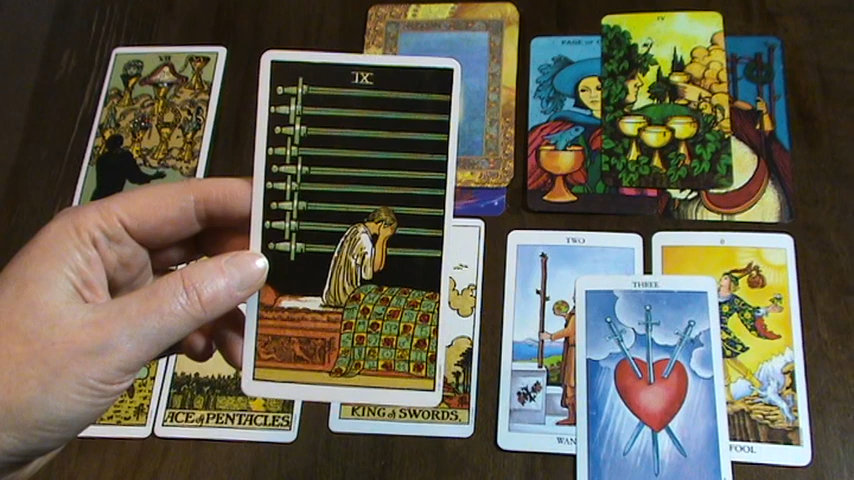 VII
IX
PAGE of
IV
TWO
0
THREE
ACE of PENTACLES.
KING of SWORDS.
WAN
FOOL